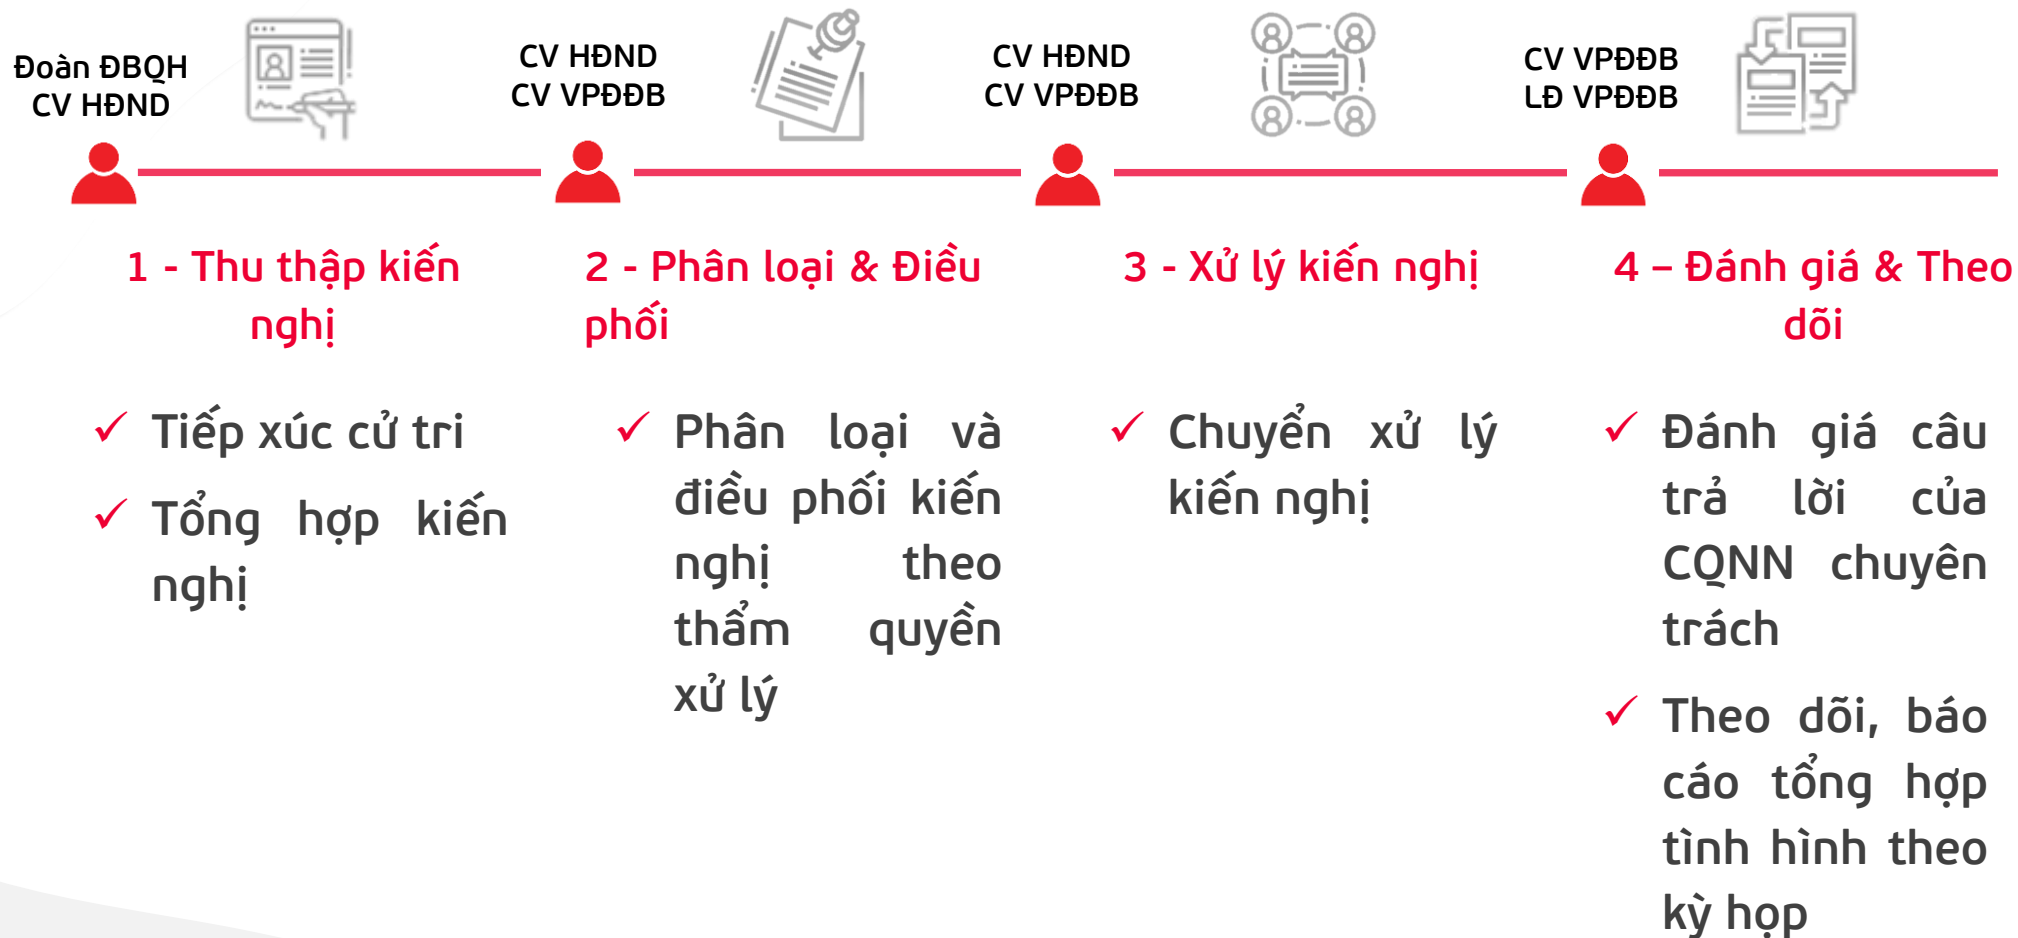 Đoàn ĐBQH
CV HĐND
CV HĐND
CV VPĐĐB
CV HĐND
CV VPĐĐB
CV VPĐĐB
LĐ VPĐĐB
1 - Thu thập kiến
nghị
2 - Phân loại & Điều
phối
3 - Xử lý kiến nghị
4 – Đánh giá & Theo
dõi
✓ Tiếp xúc cử tri
✓ Tổng hợp kiến
nghị
✓ Phân loại và
điều phối kiến
nghị theo
thẩm quyền
xử lý
✓ Chuyển xử lý
kiến nghị
✓ Đánh giá câu
trả lời của
CQNN chuyên
trách
✓ Theo dõi, báo
cáo tổng hợp
tình hình theo
kỳ họp